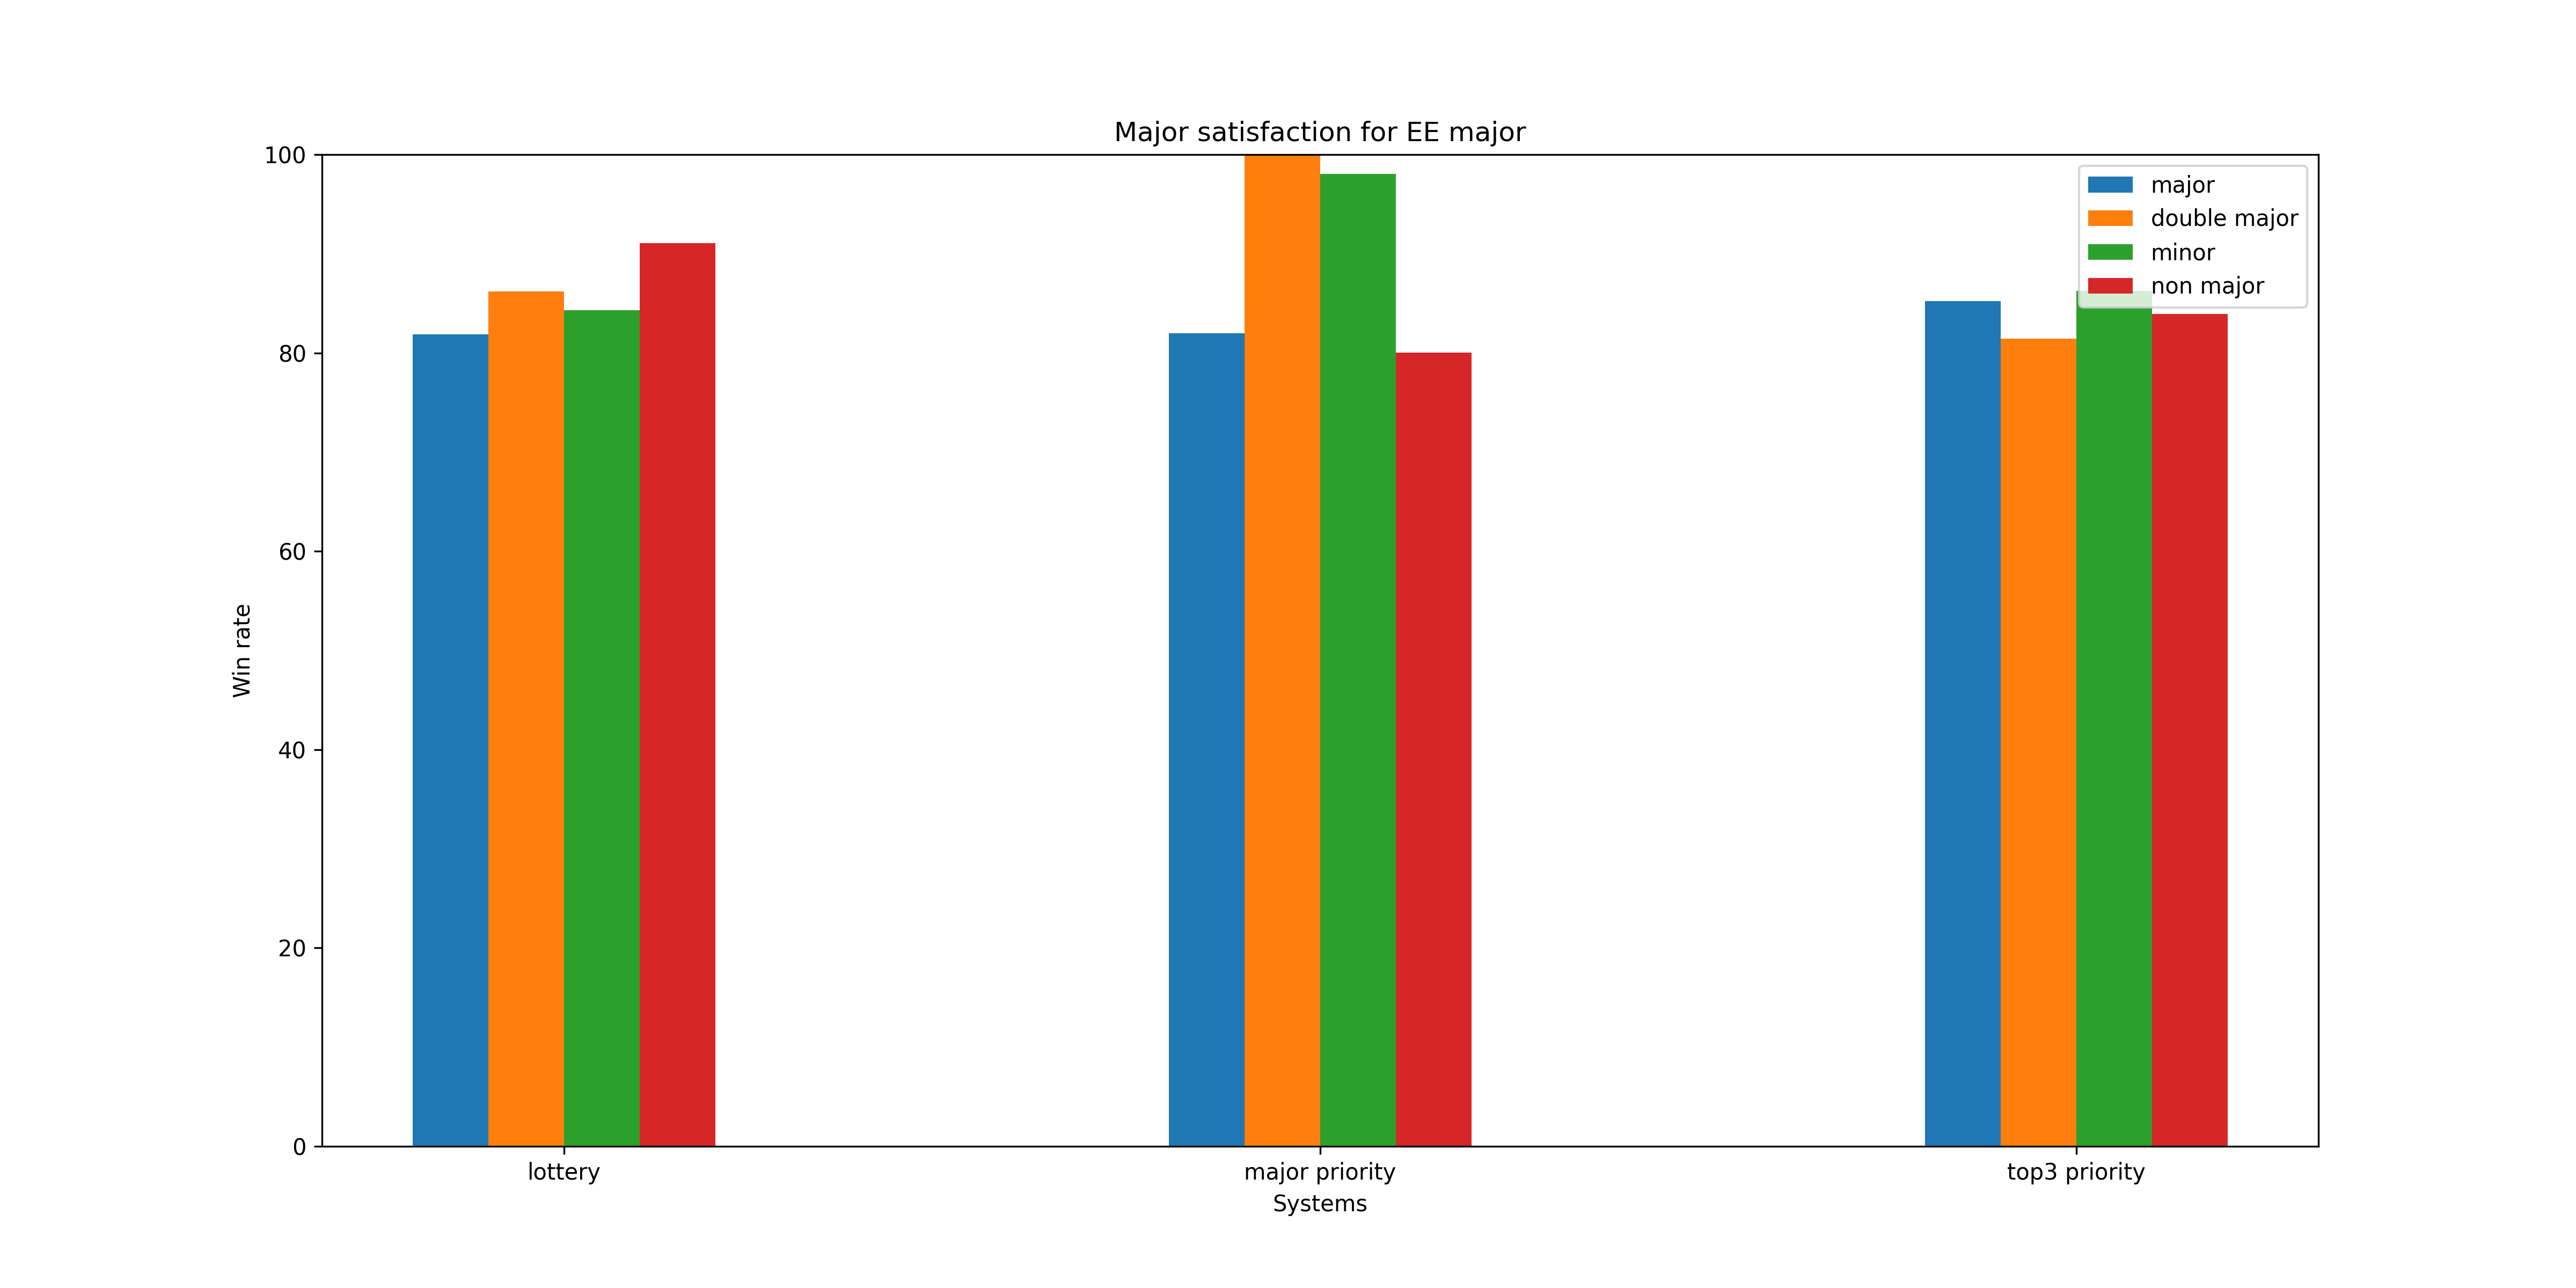 Major satisfaction for EE major
100
80
60
40
20
0
Win rate
major
double major
minor
non major
lottery
major priority
top3 priority
Systems